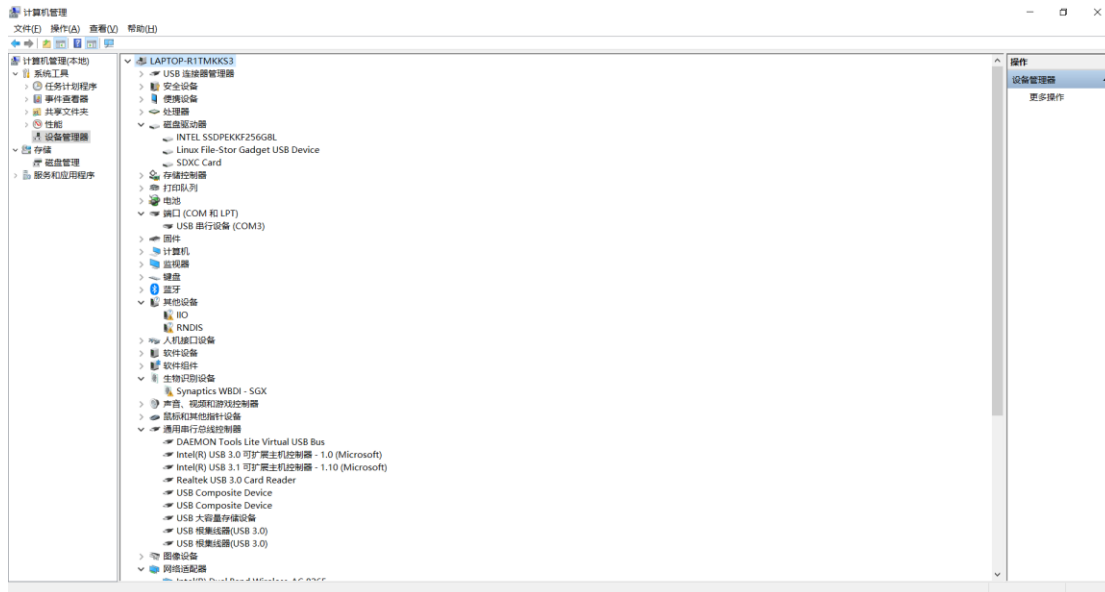 计算机管理
文件(F) 操作(A) 查看(V) 帮助(H)
计算机管理(本地)
系统工具
任务计划程序
事件查看器
共享文件夹
性能
设备管理器
存储
磁盘管理
服务和应用程序
LAPTOP-R1TMKKS3
USB 连接器管理器
安全设备
便携设备
处理器
磁盘驱动器
INTEL SSDPEKKF256G8L
Linux File-Stor Gadget USB Device
SDXC Card
存储控制器
打印队列
电池
端口 (COM 和 LPT)
USB 串行设备 (COM3)
固件
计算机
监视器
键盘
蓝牙
其他设备
IIO
RNDIS
人机接口设备
软件设备
软件组件
生物识别设备
Synaptics WBDI - SGX
声音、视频和游戏控制器
鼠标和其他指针设备
通用串行总线控制器
DAEMON Tools Lite Virtual USB Bus
Intel(R) USB 3.0 可扩展主机控制器 - 1.0 (Microsoft)
Intel(R) USB 3.1 可扩展主机控制器 - 1.10 (Microsoft)
Realtek USB 3.0 Card Reader
USB Composite Device
USB Composite Device
USB 大容量存储设备
USB 根集线器(USB 3.0)
USB 根集线器(USB 3.0)
图像设备
网络适配器
Intel(R) Dual Band Wireless-AC 8265
操作
设备管理器
更多操作